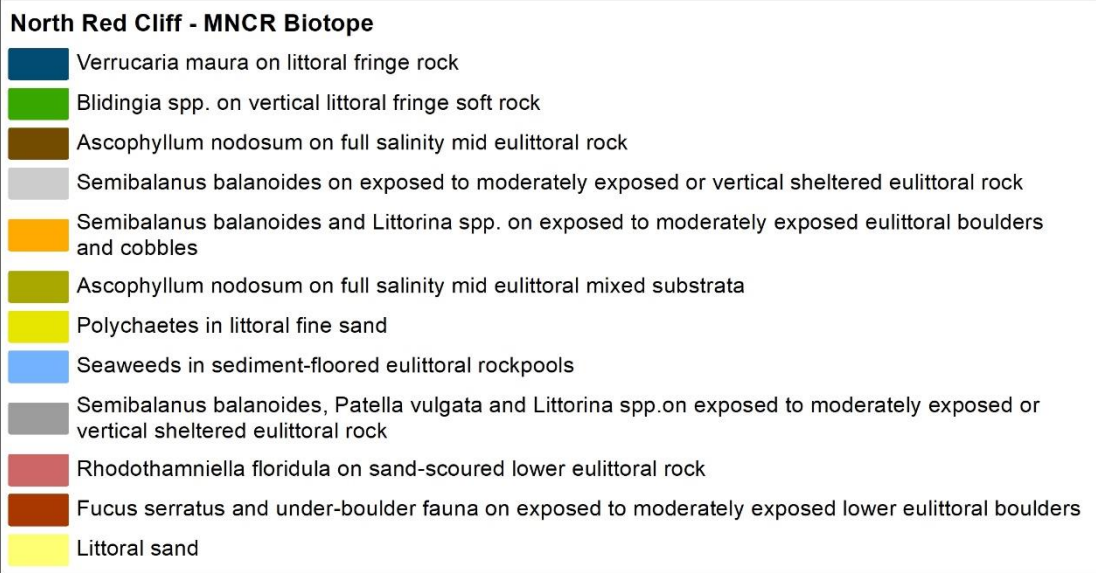 North Red Cliff - MNCR Biotope
Verrucaria maura on littoral fringe rock
Blidingia spp. on vertical littoral fringe soft rock
Ascophyllum nodosum on full salinity mid eulittoral rock
Semibalanus balanoides on exposed to moderately exposed or vertical sheltered eulittoral rock
Semibalanus balanoides and Littorina spp. on exposed to moderately exposed eulittoral boulders
and cobbles
Ascophyllum nodosum on full salinity mid eulittoral mixed substrata
Polychaetes in littoral fine sand
Seaweeds in sediment-floored eulittoral rockpools
Semibalanus balanoides, Patella vulgata and Littorina spp.on exposed to moderately exposed or
vertical sheltered eulittoral rock
Rhodothamniella floridula on sand-scoured lower eulittoral rock
Fucus serratus and under-boulder fauna on exposed to moderately exposed lower eulittoral boulders
Littoral sand